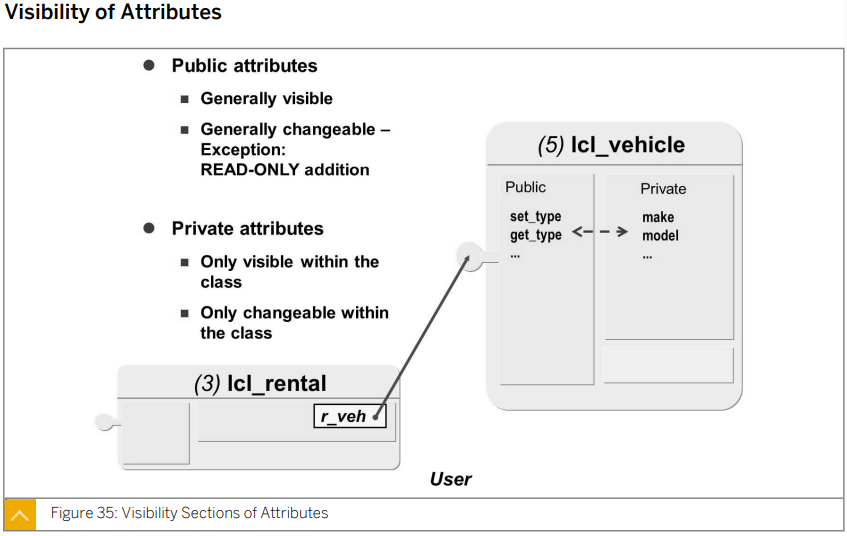 Visibility of Attributes
● Public attributes
■ Generally visible
■ Generally changeable –
Exception:
READ-ONLY addition
● Private attributes
■ Only visible within the
class
■ Only changeable within
the class
(5) lcl_vehicle
Public
Private
set_type
make
get_type
model
...
...
(3) lcl_rental
r_veh
User
Figure 35: Visibility Sections of Attributes